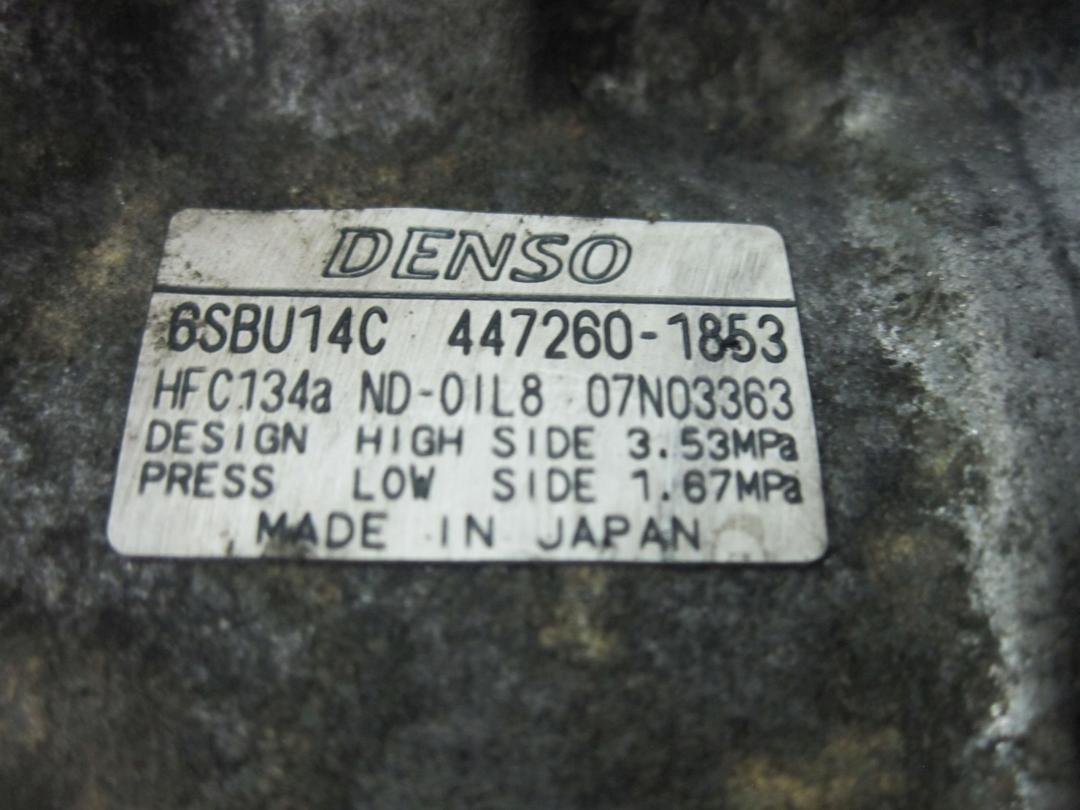 DENSO
6SBU14C 447260-1853
HFC134a ND-OIL8 07N03363
DESIGN HIGH SIDE 3.53MPa
PRESS LOW SIDE 1.67MPa
MADE IN JAPAN